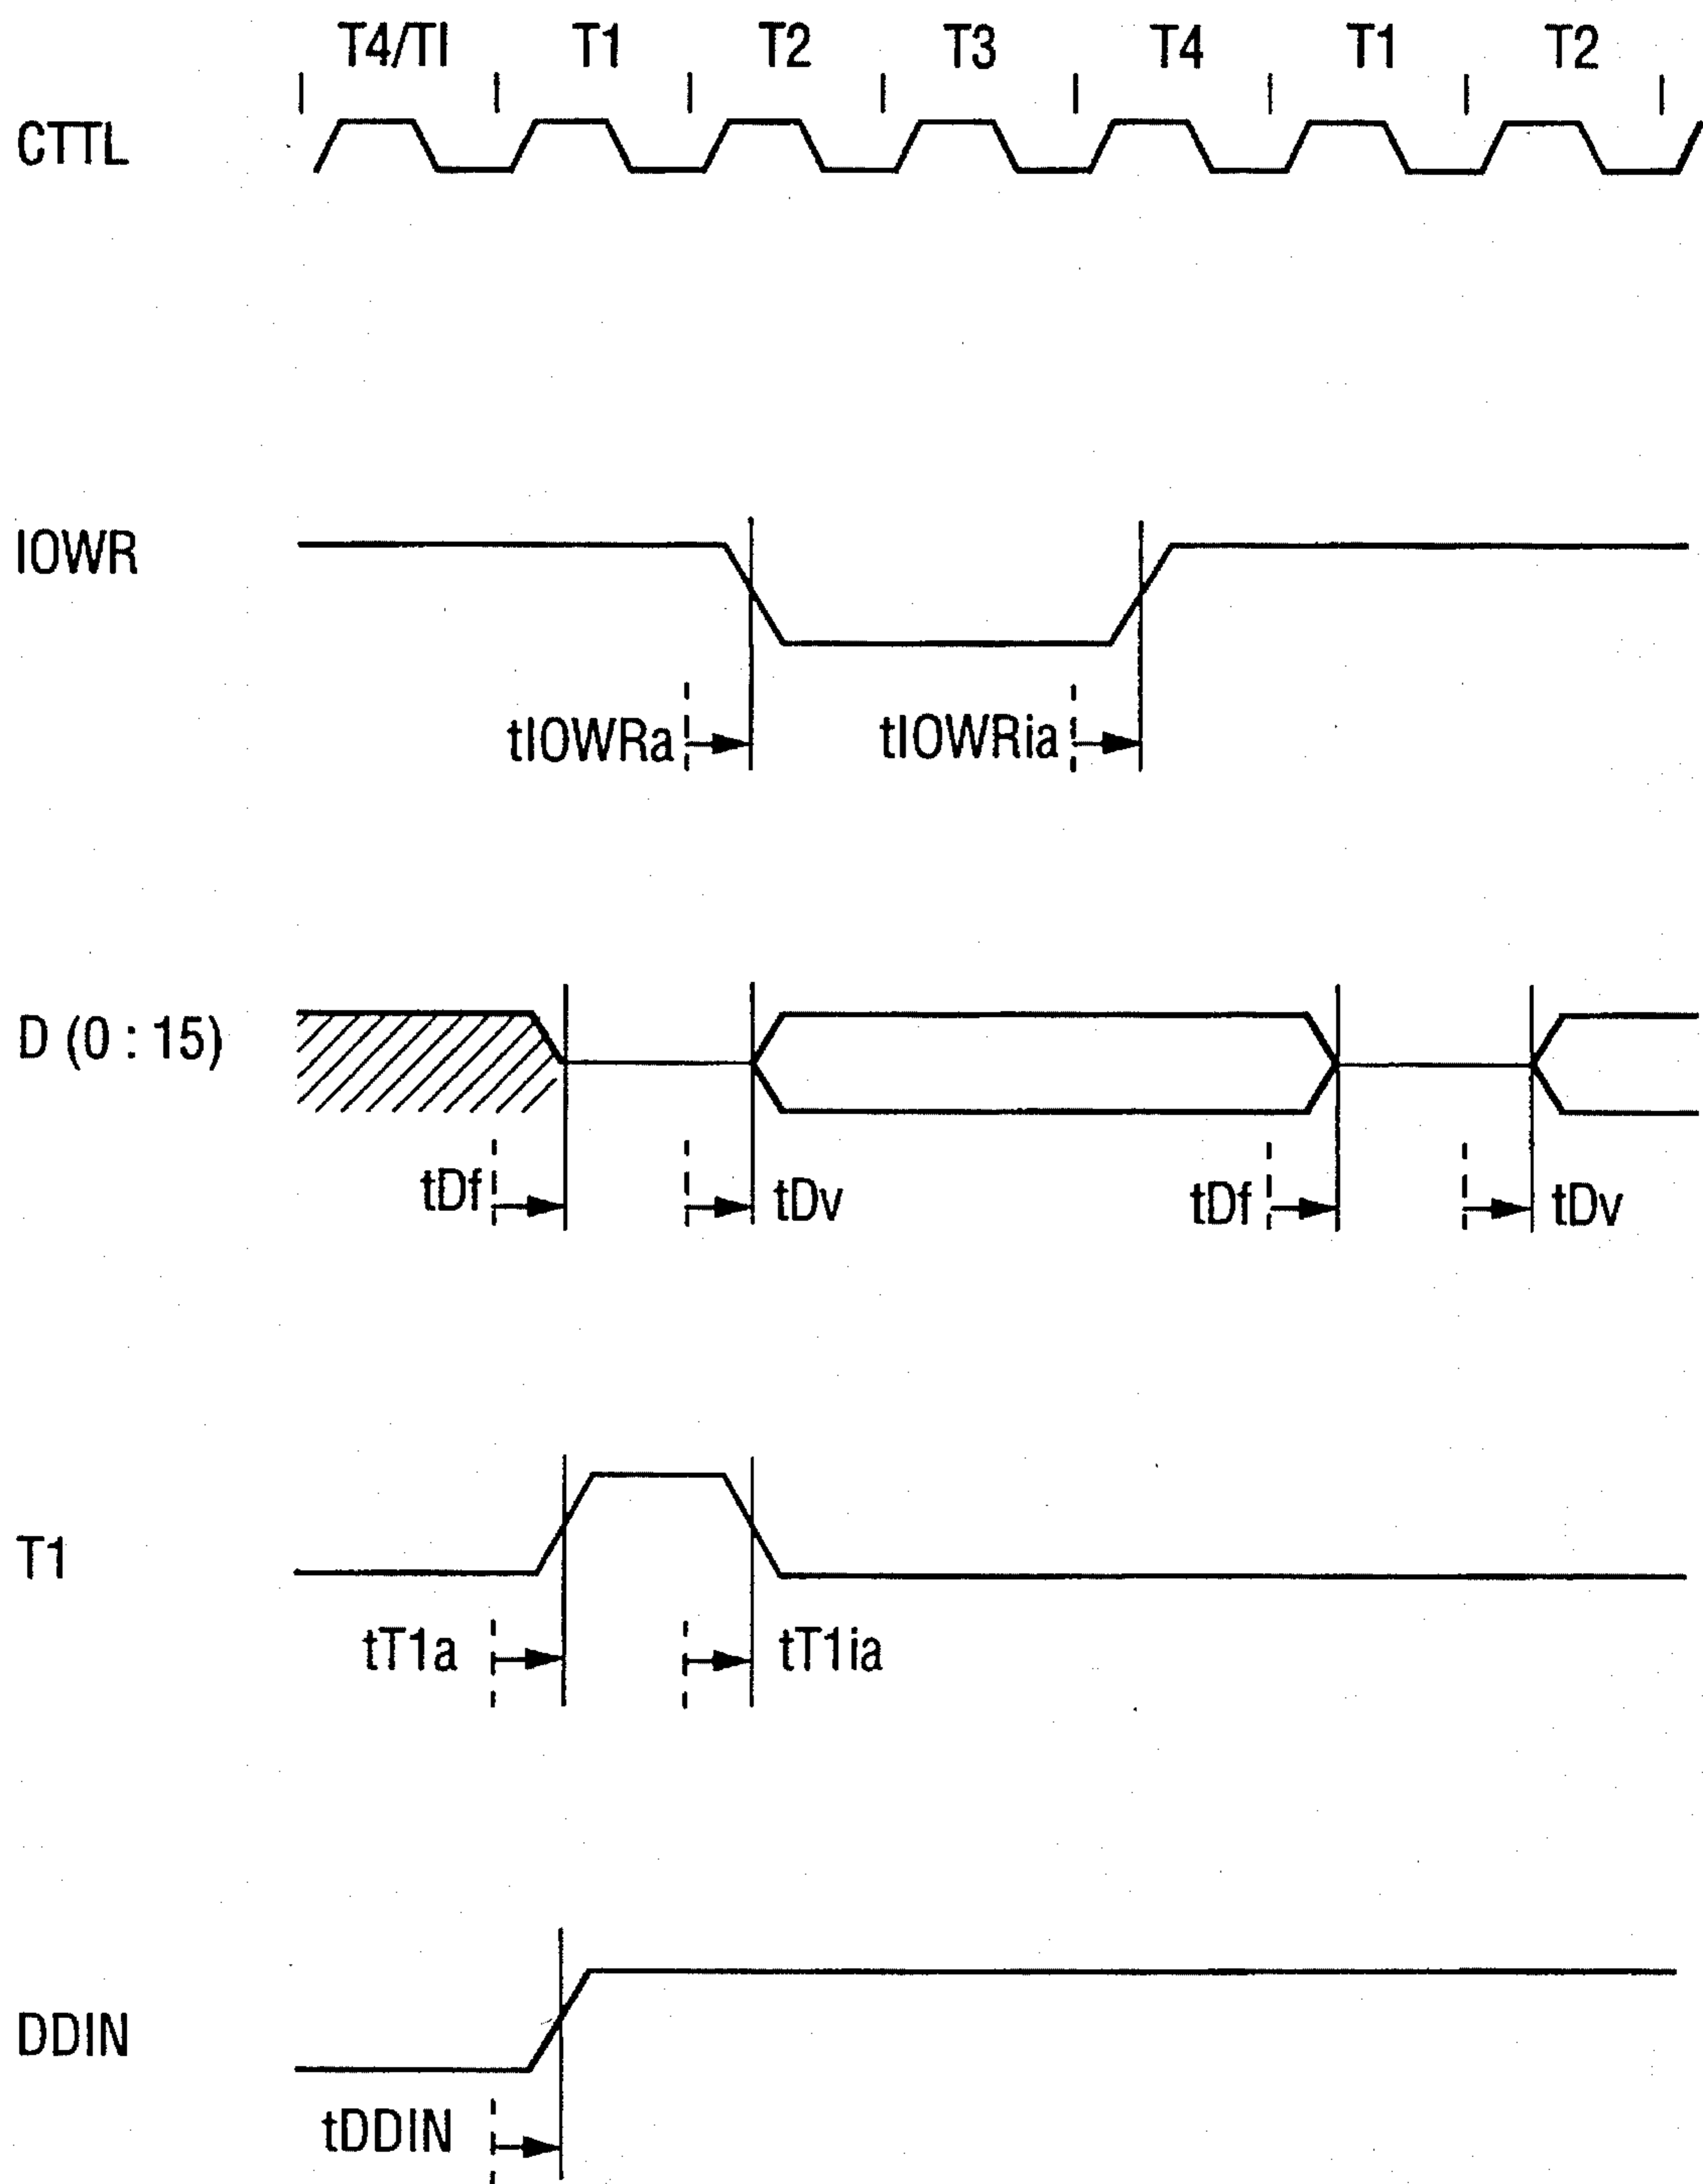 T4/TI T1 T2 T3 T4 T1 T2
CTTL
IOWR
tIOWRa tIOWRia
D (0 : 15)
tDf tDv tDf tDv
T1
tT1a tT1ia
DDIN
tDDIN